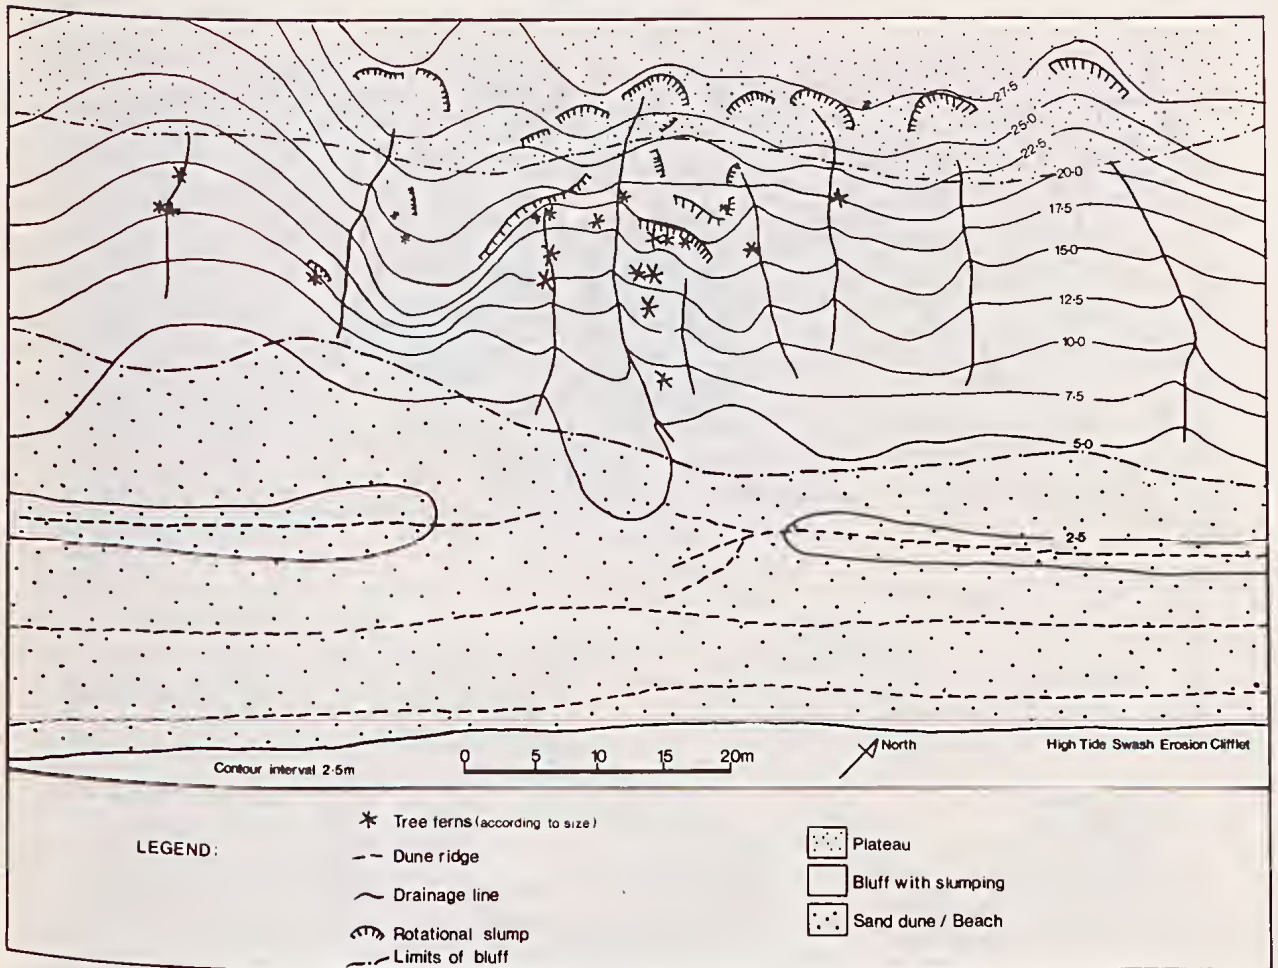 27·5
25·0
22·5
20·0
17·5
15·0
12·5
10·0
7·5
5·0
2·5
North
High Tide Swash Erosion Clifflet
Contour interval 2·5m
0 5 10 15 20m
LEGEND:
Tree ferns (according to size)
Dune ridge
Drainage line
Rotational slump
Limits of bluff
Plateau
Bluff with slumping
Sand dune / Beach